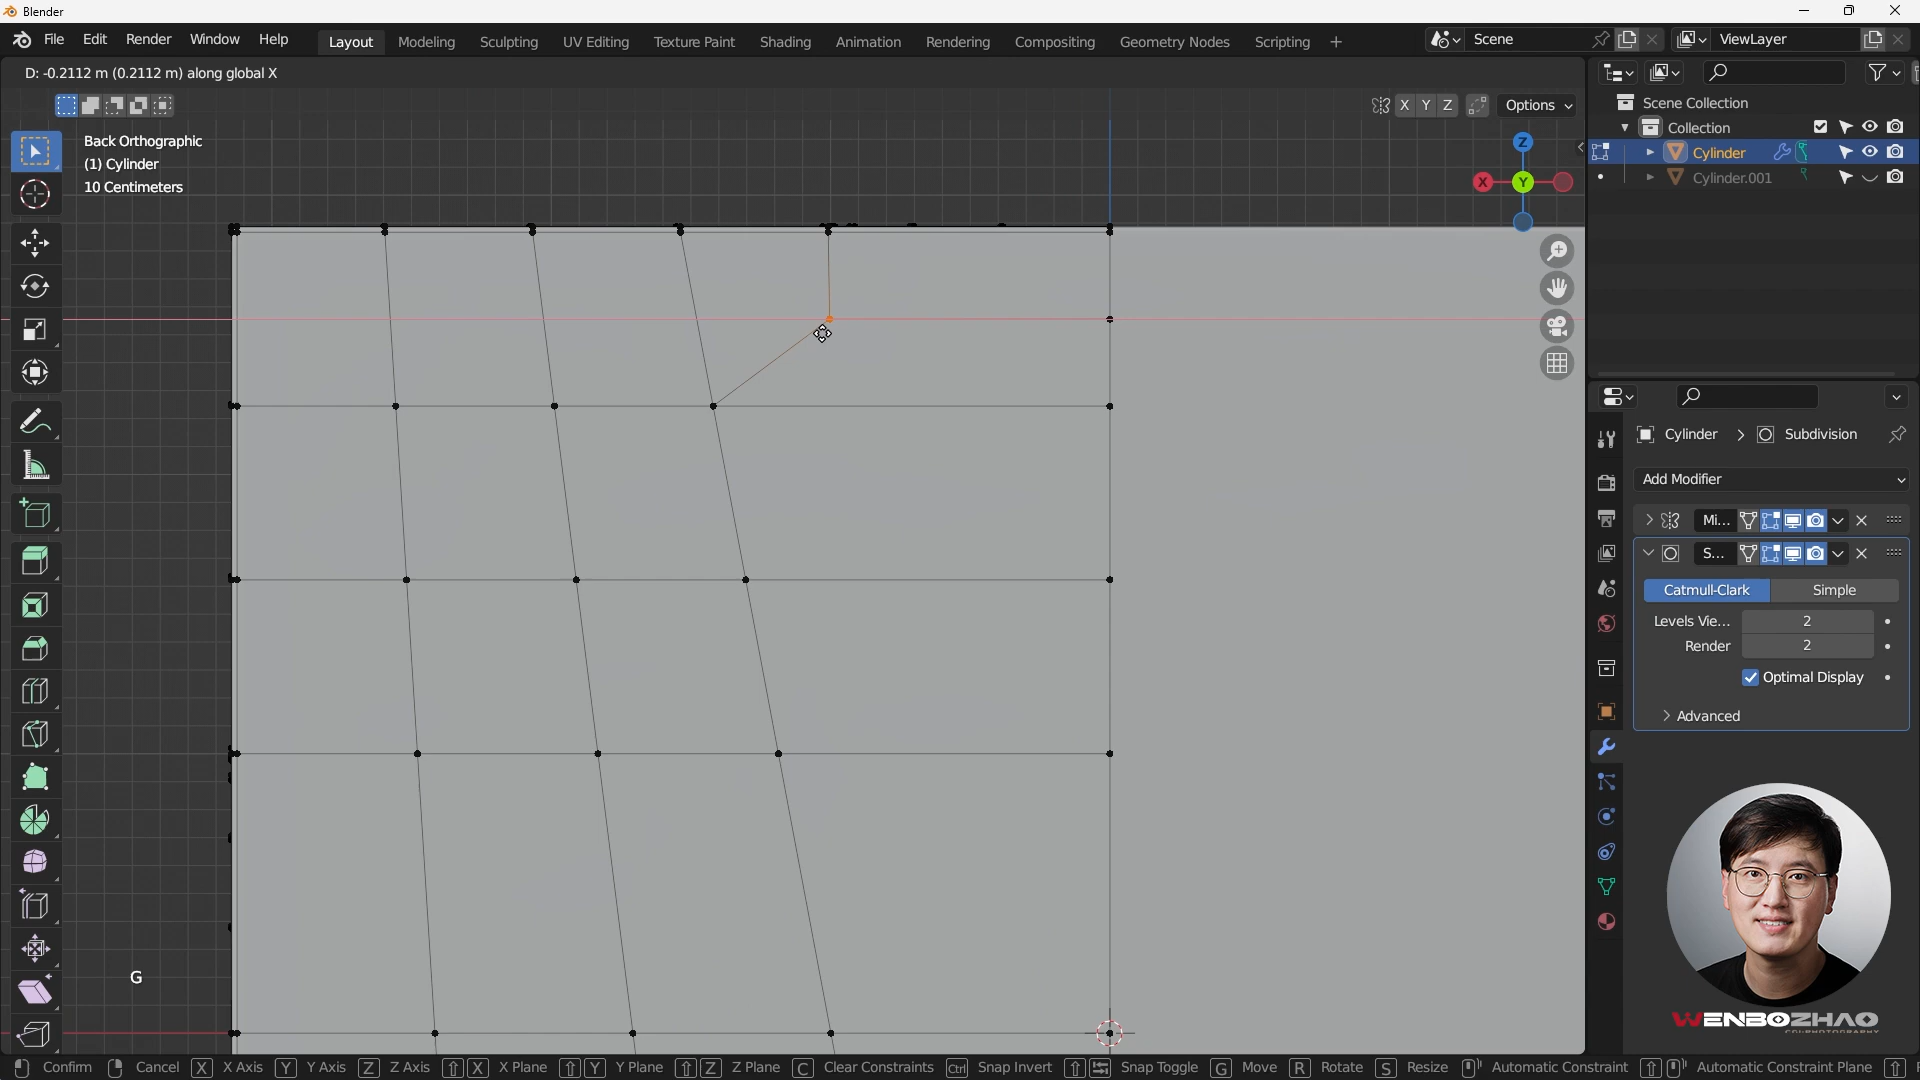 Blender
File Edit Render Window Help Layout Modeling Sculpting UV Editing Texture Paint Shading Animation Rendering Compositing Geometry Nodes Scripting + Scene ViewLayer
D: -0.2112 m (0.2112 m) along global X
X Y Z Options
Back Orthographic
(1) Cylinder
10 Centimeters
Z
X Y
Scene Collection
Collection
Cylinder
Cylinder.001
Cylinder > Subdivision
Add Modifier
Mi...
S...
Catmull-Clark Simple
Levels Vie... 2
Render 2
Optimal Display
Advanced
G
WENBOZHAO
Confirm Cancel X X Axis Y Y Axis Z Z Axis X X Plane Y Y Plane Z Z Plane C Clear Constraints Ctrl Snap Invert Snap Toggle G Move R Rotate S Resize Automatic Constraint Automatic Constraint Plane